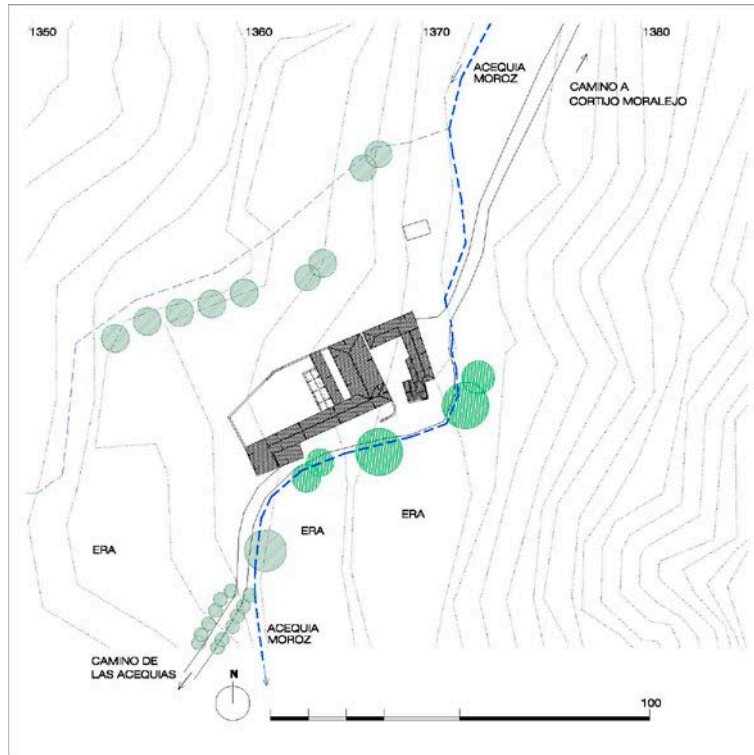 1350
1360
1370
1380
ACEQUIA
MOROZ
CAMINO A
CORTIJO MORALEJO
ERA
ERA
ERA
ACEQUIA
MOROZ
CAMINO DE
LAS ACEQUIAS
N
100